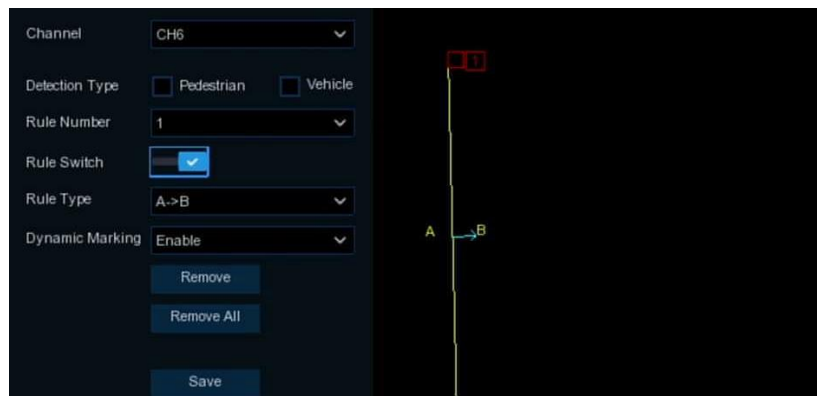 Channel CH6
Detection Type Pedestrian Vehicle
Rule Number 1
Rule Switch
Rule Type A->B
Dynamic Marking Enable
Remove
Remove All
Save
1
A B